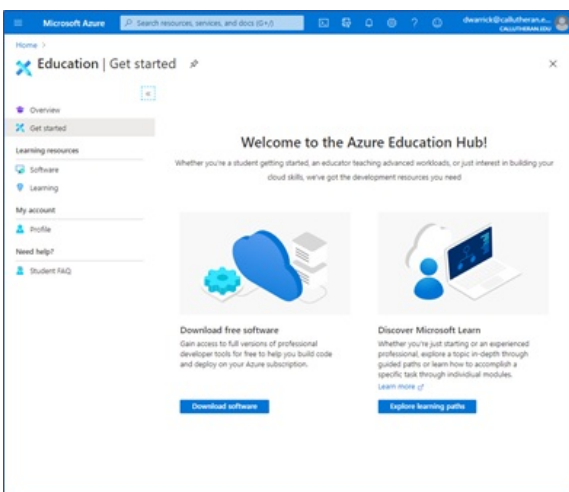 Microsoft Azure
Search resources, services, and docs (G+/)
dwarrick@callutheran.e...
CALLUTHERAN.EDU
Home >
Education | Get started
Overview
Get started
Learning resources
Software
Learning
My account
Profile
Need help?
Student FAQ
Welcome to the Azure Education Hub!
Whether you're a student getting started, an educator teaching advanced workloads, or just interest in building your
cloud skills, we've got the development resources you need
Download free software
Gain access to full versions of professional
developer tools for free to help you build code
and deploy on your Azure subscription.
Download software
Discover Microsoft Learn
Whether you're just starting or an experienced
professional, explore a topic in-depth through
guided paths or learn how to accomplish a
specific task through individual modules.
Learn more
Explore learning paths